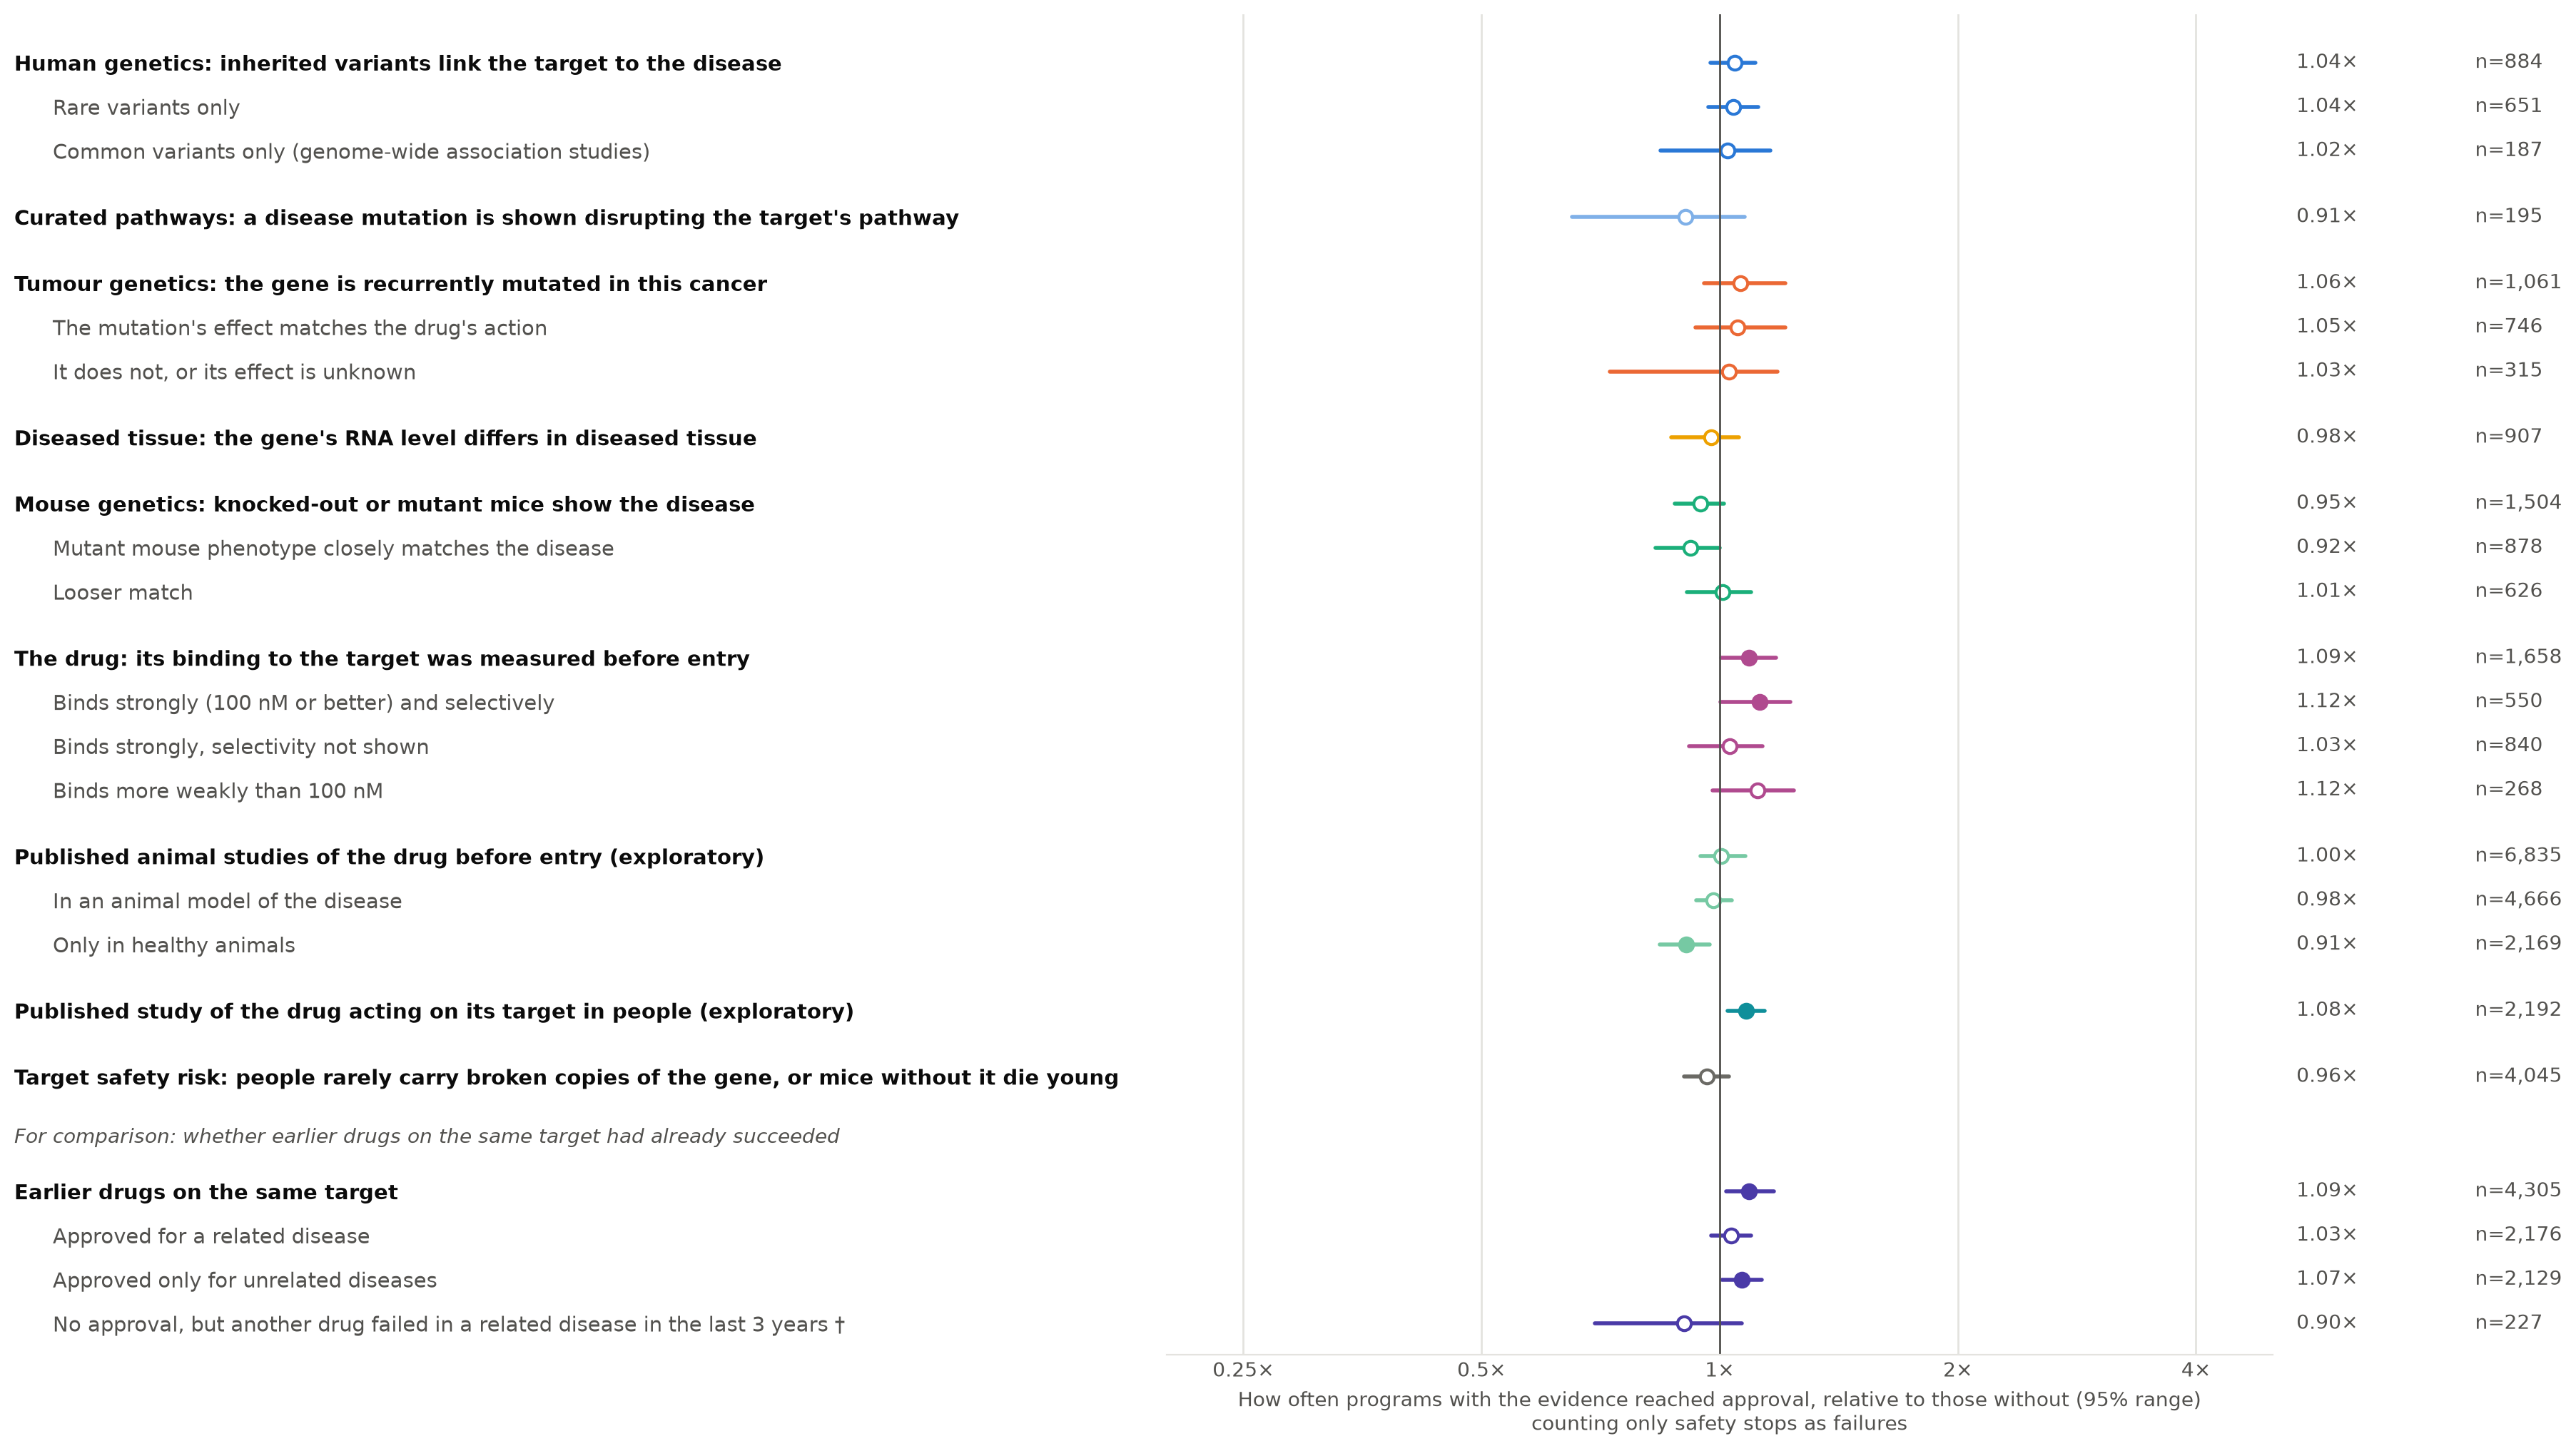 Human genetics: inherited variants link the target to the disease 1.04× n=884
Rare variants only 1.04× n=651
Common variants only (genome-wide association studies) 1.02× n=187
Curated pathways: a disease mutation is shown disrupting the target's pathway 0.91× n=195
Tumour genetics: the gene is recurrently mutated in this cancer 1.06× n=1,061
The mutation's effect matches the drug's action 1.05× n=746
It does not, or its effect is unknown 1.03× n=315
Diseased tissue: the gene's RNA level differs in diseased tissue 0.98× n=907
Mouse genetics: knocked-out or mutant mice show the disease 0.95× n=1,504
Mutant mouse phenotype closely matches the disease 0.92× n=878
Looser match 1.01× n=626
The drug: its binding to the target was measured before entry 1.09× n=1,658
Binds strongly (100 nM or better) and selectively 1.12× n=550
Binds strongly, selectivity not shown 1.03× n=840
Binds more weakly than 100 nM 1.12× n=268
Published animal studies of the drug before entry (exploratory) 1.00× n=6,835
In an animal model of the disease 0.98× n=4,666
Only in healthy animals 0.91× n=2,169
Published study of the drug acting on its target in people (exploratory) 1.08× n=2,192
Target safety risk: people rarely carry broken copies of the gene, or mice without it die young 0.96× n=4,045
For comparison: whether earlier drugs on the same target had already succeeded
Earlier drugs on the same target 1.09× n=4,305
Approved for a related disease 1.03× n=2,176
Approved only for unrelated diseases 1.07× n=2,129
No approval, but another drug failed in a related disease in the last 3 years † 0.90× n=227
0.25× 0.5× 1× 2× 4×
How often programs with the evidence reached approval, relative to those without (95% range)
counting only safety stops as failures